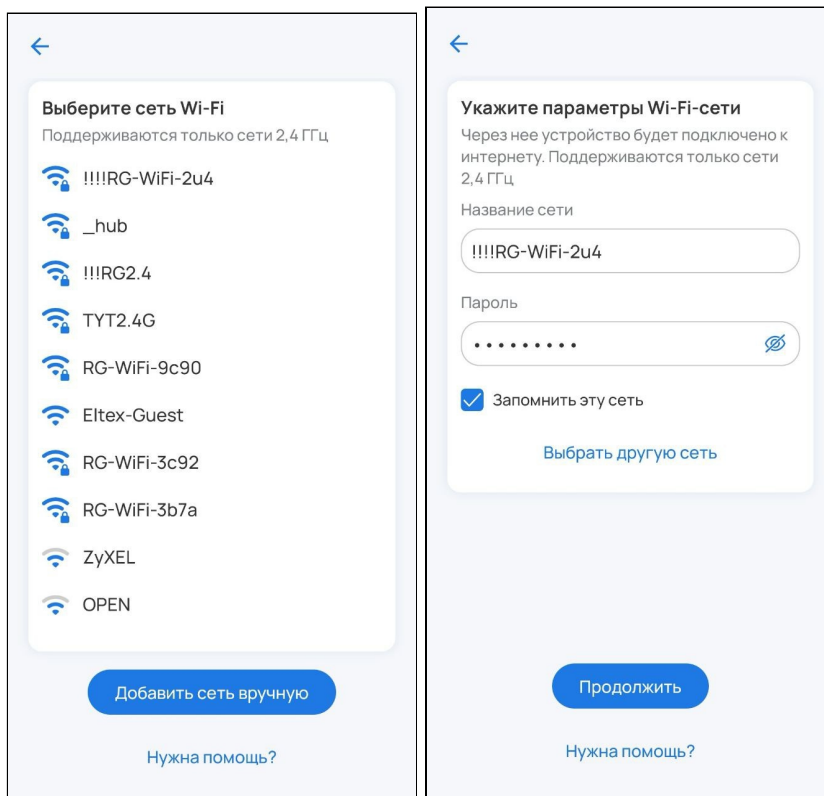 Выберите сеть Wi-Fi
Поддерживаются только сети 2,4 ГГц
!!!!RG-WiFi-2u4
_hub
!!!RG2.4
TYT2.4G
RG-WiFi-9c90
Eltex-Guest
RG-WiFi-3c92
RG-WiFi-3b7a
ZyXEL
OPEN
Добавить сеть вручную
Нужна помощь?
Укажите параметры Wi-Fi-сети
Через нее устройство будет подключено к
интернету. Поддерживаются только сети
2,4 ГГц
Название сети
!!!!RG-WiFi-2u4
Пароль
•••••••••
Запомнить эту сеть
Выбрать другую сеть
Продолжить
Нужна помощь?